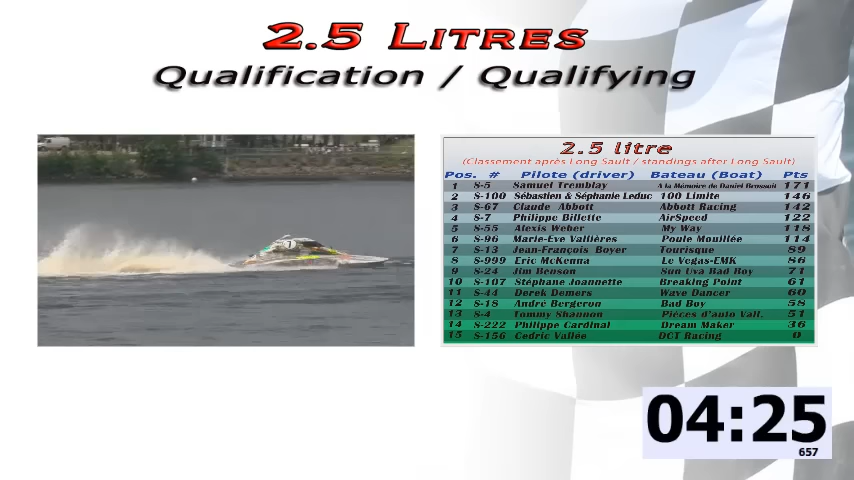 2.5 LITRES
Qualification / Qualifying
7
2.5 litre
(Classement après Long Sault / standings after Long Sault)
Pos. # Pilote (driver) Bateau (Boat) Pts
1 S-5 Samuel Tremblay A la Mémoire de Daniel Brossoit 171
2 S-100 Sébastien & Séphanie Leduc 100 Limite 146
3 S-67 Claude Abbott Abbott Racing 142
4 S-7 Philippe Billette AirSpeed 122
5 S-55 Alexis Weber My Way 118
6 S-96 Marie-Eve Vallières Poule Mouillée 114
7 S-13 Jean-François Boyer Tourisque 89
8 S-999 Eric McKenna Le Vegas-EMK 86
9 S-24 Jim Benson Sun Uva Bad Boy 71
10 S-107 Stéphane Joannette Breaking Point 61
11 S-44 Derek Demers Wave Dancer 60
12 S-18 André Bergeron Bad Boy 58
13 S-4 Tommy Shannon Pièces d'auto Vall. 51
14 S-222 Philippe Cardinal Dream Maker 36
15 S-156 Cedric Vallée DCT Racing 0
04:25
657